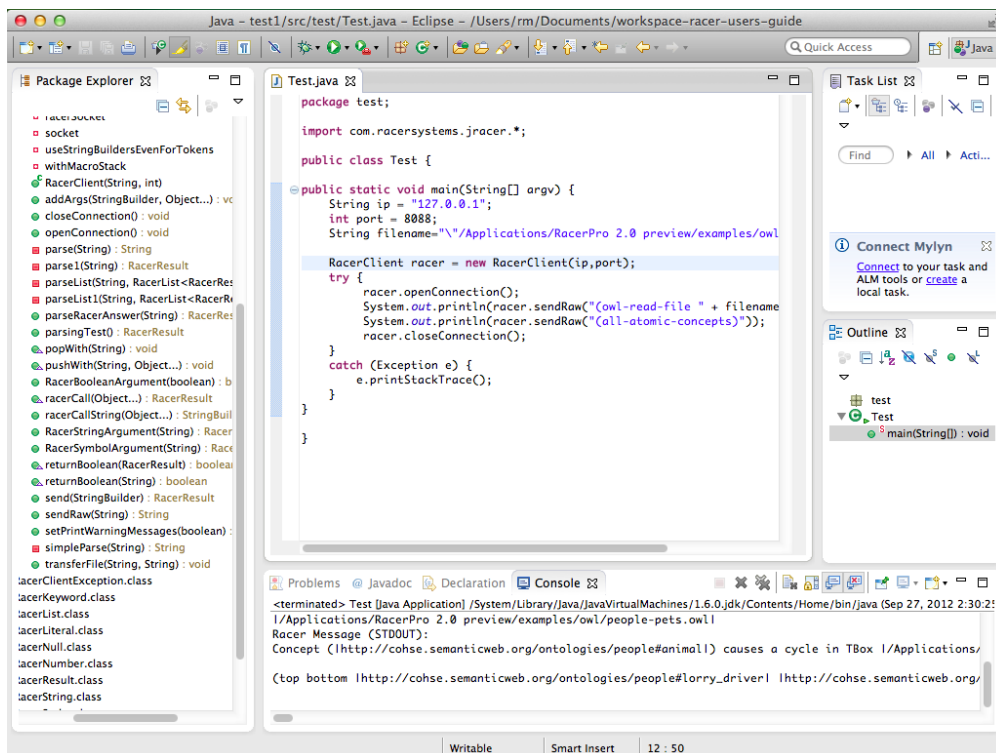 Java – test1/src/test/Test.java – Eclipse – /Users/rm/Documents/workspace-racer-users-guide
Quick Access
Java
Package Explorer
racerSocket
socket
useStringBuildersEvenForTokens
withMacroStack
RacerClient(String, int)
addArgs(StringBuilder, Object...) : vo
closeConnection() : void
openConnection() : void
parse(String) : String
parse1(String) : RacerResult
parseList(String, RacerList<RacerRes
parseList1(String, RacerList<RacerR
parseRacerAnswer(String) : RacerRes
parsingTest() : RacerResult
popWith(String) : void
pushWith(String, Object...) : void
RacerBooleanArgument(boolean) : b
racerCall(Object...) : RacerResult
racerCallString(Object...) : StringBuil
RacerStringArgument(String) : Racer
RacerSymbolArgument(String) : Race
returnBoolean(RacerResult) : boolea
returnBoolean(String) : boolean
send(StringBuilder) : RacerResult
sendRaw(String) : String
setPrintWarningMessages(boolean) :
simpleParse(String) : String
transferFile(String, String) : void
RacerClientException.class
RacerKeyword.class
RacerList.class
RacerLiteral.class
RacerNull.class
RacerNumber.class
RacerResult.class
RacerString.class
Test.java
package test;
import com.racersystems.jracer.*;
public class Test {
public static void main(String[] argv) {
String ip = "127.0.0.1";
int port = 8088;
String filename="\"/Applications/RacerPro 2.0 preview/examples/owl
RacerClient racer = new RacerClient(ip,port);
try {
racer.openConnection();
System.out.println(racer.sendRaw("(owl-read-file " + filename
System.out.println(racer.sendRaw("(all-atomic-concepts)"));
racer.closeConnection();
}
catch (Exception e) {
e.printStackTrace();
}
}
}
Task List
Find
All
Acti...
Connect Mylyn
Connect to your task and
ALM tools or create a
local task.
Outline
test
Test
main(String[]) : void
Problems @ Javadoc Declaration Console
<terminated> Test [Java Application] /System/Library/Java/JavaVirtualMachines/1.6.0.jdk/Contents/Home/bin/java (Sep 27, 2012 2:30:25
|/Applications/RacerPro 2.0 preview/examples/owl/people-pets.owl|
Racer Message (STDOUT):
Concept (|http://cohse.semanticweb.org/ontologies/people#animal|) causes a cycle in TBox |/Applications/
(top bottom |http://cohse.semanticweb.org/ontologies/people#lorry_driver| |http://cohse.semanticweb.org/
Writable
Smart Insert
12 : 50